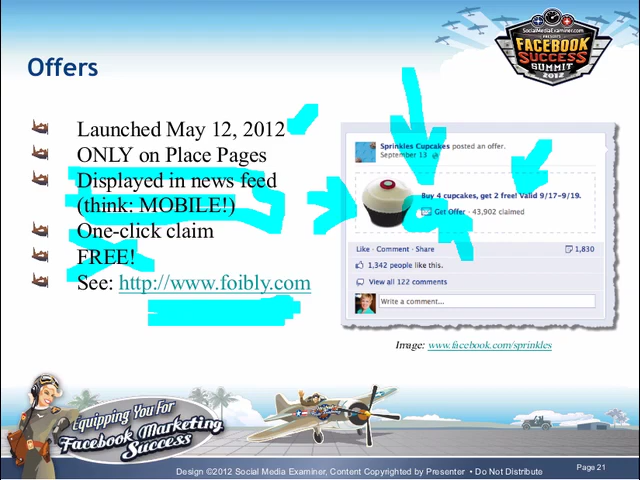 SocialMediaExaminer.com
PRESENTS
FACEBOOK
SUCCESS
SUMMIT
2012
Offers
Launched May 12, 2012
ONLY on Place Pages
Displayed in news feed
(think: MOBILE!)
One-click claim
FREE!
See: http://www.foibly.com
Sprinkles Cupcakes posted an offer.
September 13
Buy 4 cupcakes, get 2 free! Valid 9/17-9/19.
Get Offer · 43,902 claimed
Like · Comment · Share
1,830
1,342 people like this.
View all 122 comments
Write a comment...
Image: www.facebook.com/sprinkles
Equipping You For
Facebook Marketing
Success
Design ©2012 Social Media Examiner, Content Copyrighted by Presenter • Do Not Distribute
Page 21